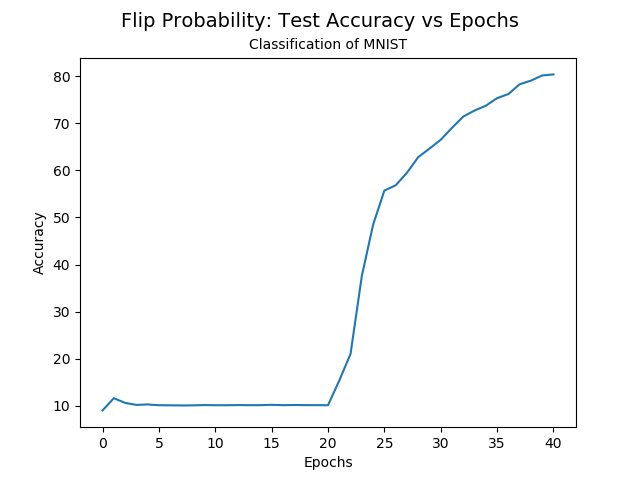 Flip Probability: Test Accuracy vs Epochs
Classification of MNIST
80
70
60
50
40
30
20
10
Accuracy
0 5 10 15 20 25 30 35 40
Epochs